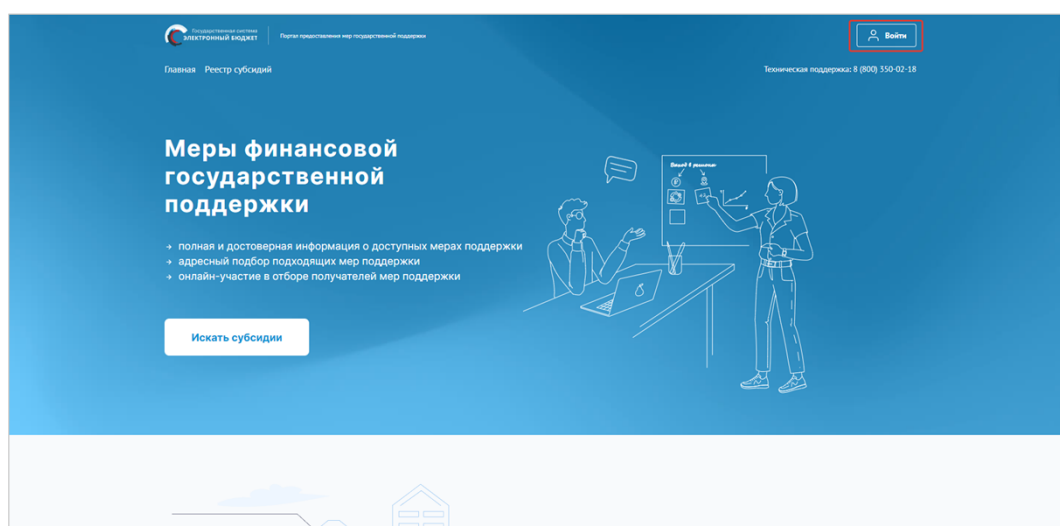 Государственная система
ЭЛЕКТРОННЫЙ БЮДЖЕТ
Портал предоставления мер государственной поддержки
Войти
Главная Реестр субсидий
Техническая поддержка: 8 (800) 350-02-18
Меры финансовой
государственной
поддержки
→ полная и достоверная информация о доступных мерах поддержки
→ адресный подбор подходящих мер поддержки
→ онлайн-участие в отборе получателей мер поддержки
Искать субсидии